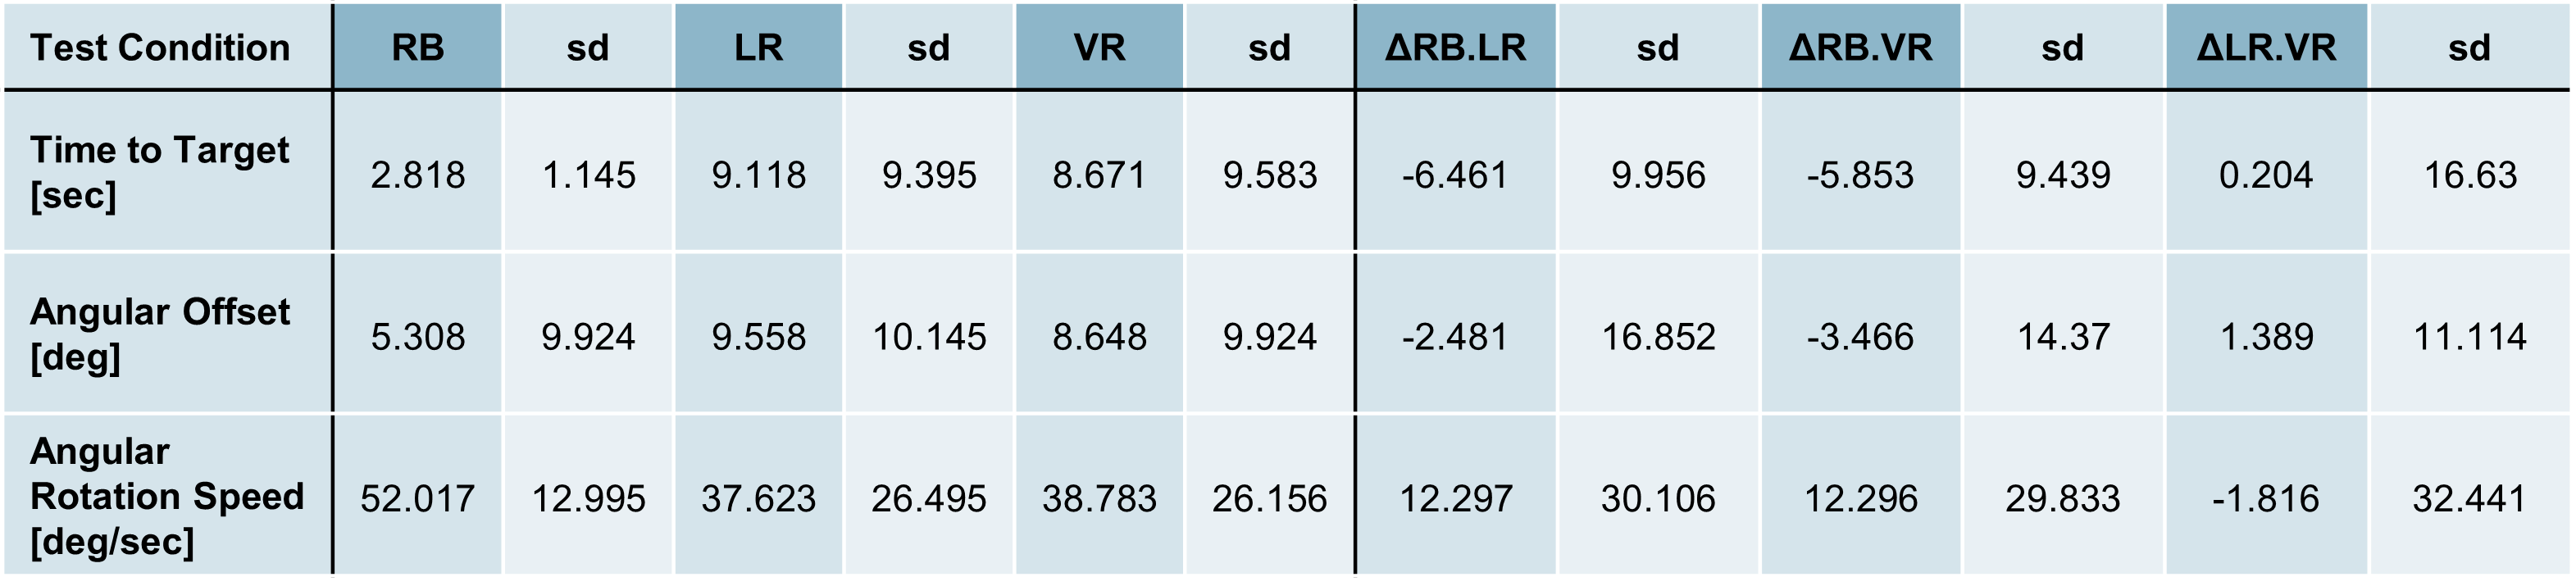 Test Condition RB sd LR sd VR sd ΔRB.LR sd ΔRB.VR sd ΔLR.VR sd
Time to Target
[sec] 2.818 1.145 9.118 9.395 8.671 9.583 -6.461 9.956 -5.853 9.439 0.204 16.63
Angular Offset
[deg] 5.308 9.924 9.558 10.145 8.648 9.924 -2.481 16.852 -3.466 14.37 1.389 11.114
Angular
Rotation Speed 52.017 12.995 37.623 26.495 38.783 26.156 12.297 30.106 12.296 29.833 -1.816 32.441
[deg/sec]